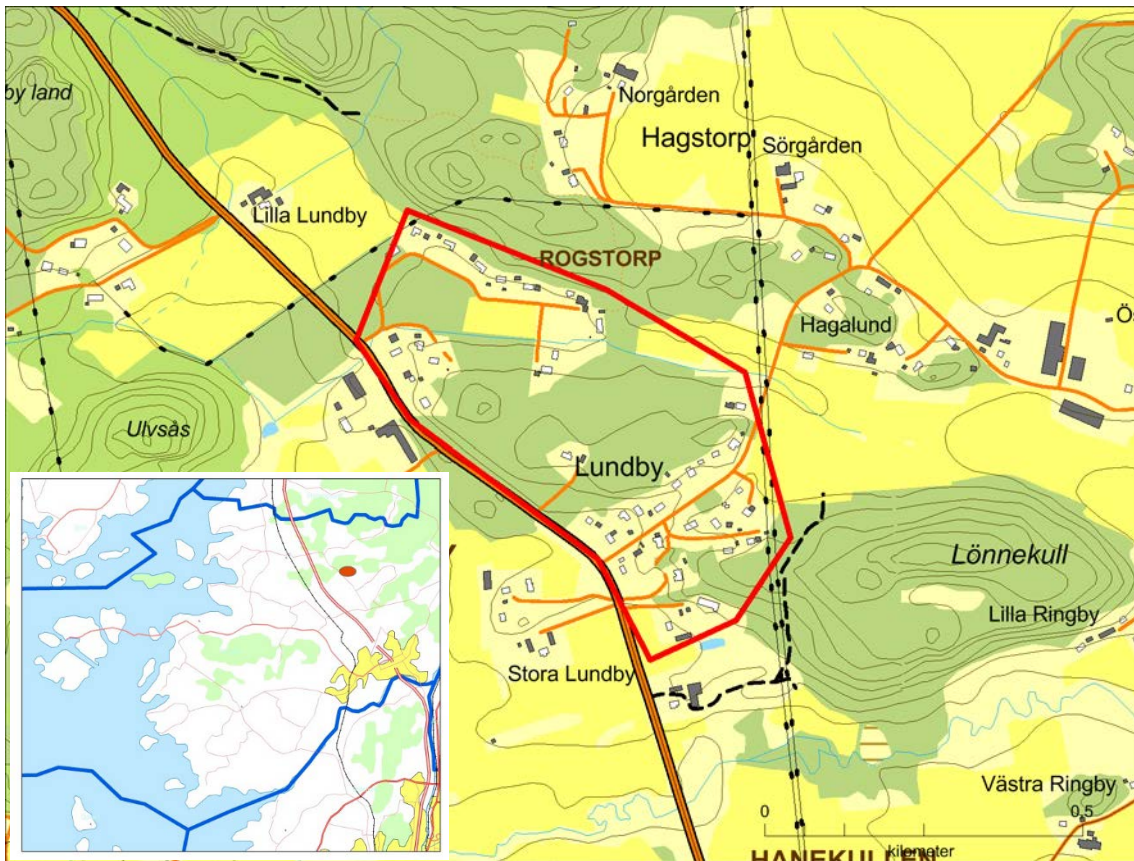 by land
Norgården
Hagstorp
Sörgården
Lilla Lundby
ROGSTORP
Hagalund
Ö
Ulvsås
Lundby
Lönnekull
Lilla Ringby
Stora Lundby
Västra Ringby
0 0,5
kilometer
HANEKULLEN